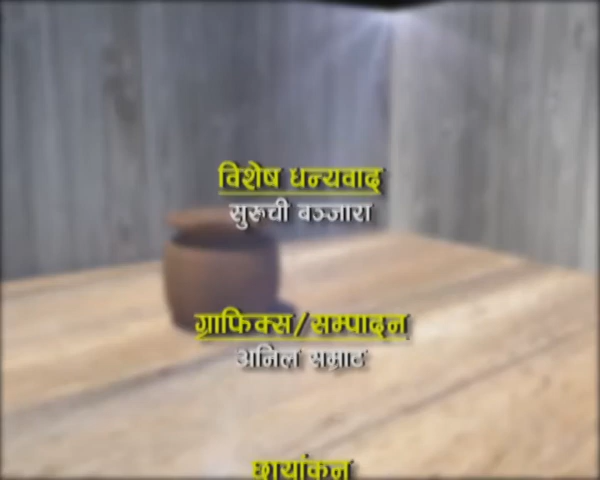 विशेष धन्यवाद
सुरूची बञ्जारा
ग्राफिक्स/सम्पादन
अनिल सम्राट
छायांकन